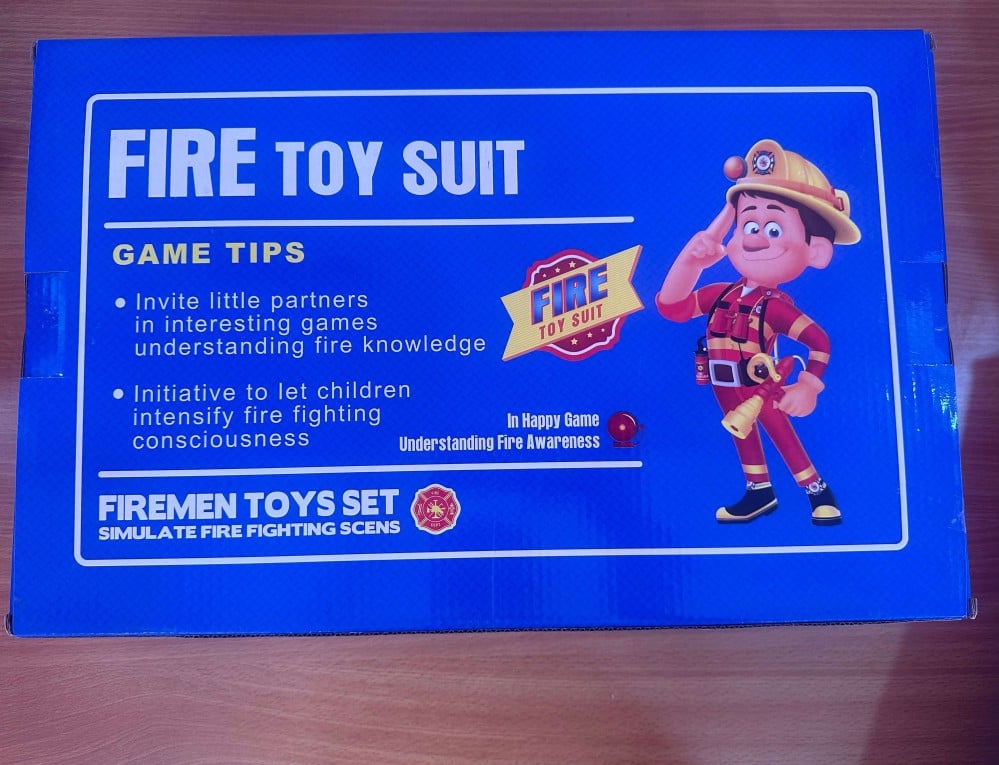 FIRE TOY SUIT
GAME TIPS
• Invite little partners
in interesting games
understanding fire knowledge
• Initiative to let children
intensify fire fighting
consciousness
FIRE
TOY SUIT
In Happy Game
Understanding Fire Awareness
FIREMEN TOYS SET
SIMULATE FIRE FIGHTING SCENS